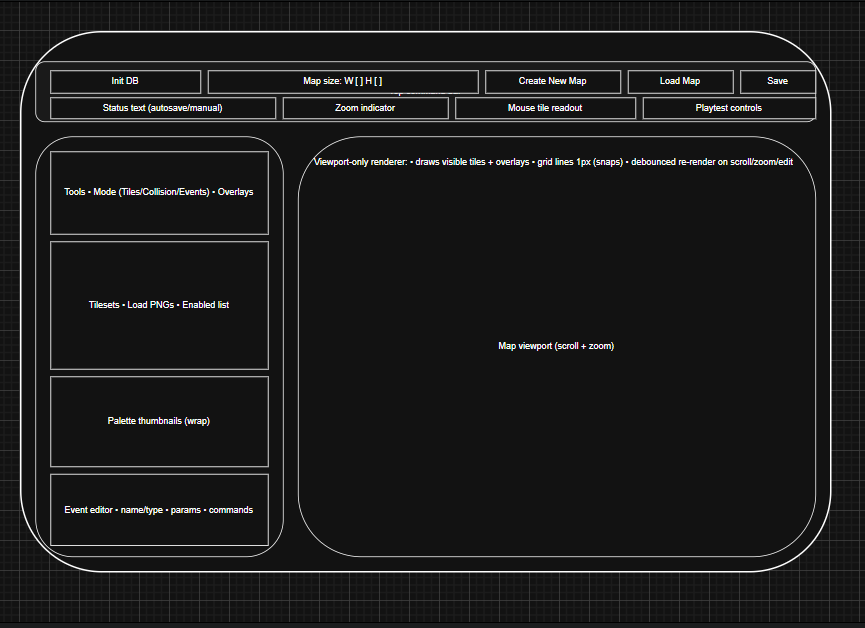 Init DB
Map size: W [ ] H [ ]
Create New Map
Load Map
Save
Status text (autosave/manual)
Zoom indicator
Mouse tile readout
Playtest controls
Tools • Mode (Tiles/Collision/Events) • Overlays
Viewport-only renderer: • draws visible tiles + overlays • grid lines 1px (snaps) • debounced re-render on scroll/zoom/edit
Tilesets • Load PNGs • Enabled list
Map viewport (scroll + zoom)
Palette thumbnails (wrap)
Event editor • name/type • params • commands